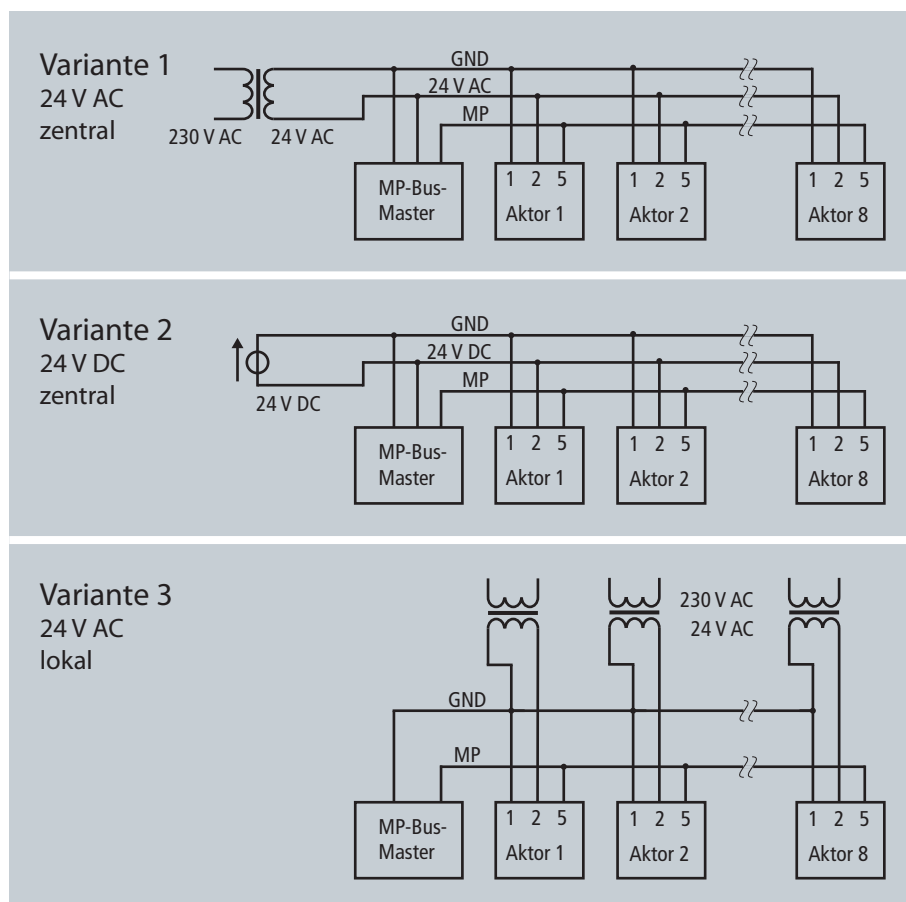 Variante 1
24 V AC
zentral
230 V AC 24 V AC
GND
24 V AC
MP
MP-Bus-
Master
1 2 5
Aktor 1
1 2 5
Aktor 2
1 2 5
Aktor 8
Variante 2
24 V DC
zentral
24 V DC
GND
24 V DC
MP
MP-Bus-
Master
1 2 5
Aktor 1
1 2 5
Aktor 2
1 2 5
Aktor 8
Variante 3
24 V AC
lokal
230 V AC
24 V AC
GND
MP
MP-Bus-
Master
1 2 5
Aktor 1
1 2 5
Aktor 2
1 2 5
Aktor 8